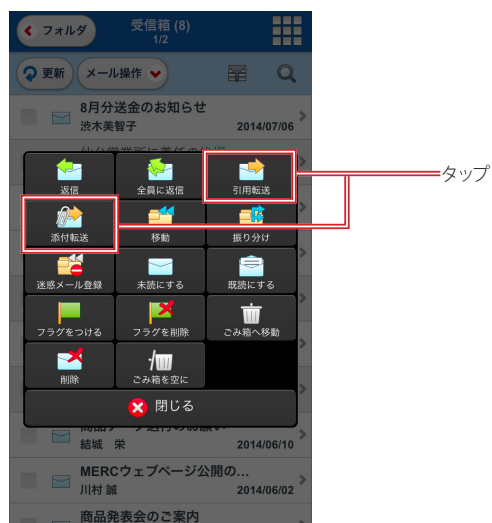 フォルダ
受信箱 (8)
1/2
更新
メール操作
8月分送金のお知らせ
渋木美智子
2014/07/06
返信
全員に返信
引用転送
タップ
添付転送
移動
振り分け
迷惑メール登録
未読にする
既読にする
フラグをつける
フラグを削除
ごみ箱へ移動
削除
ごみ箱を空に
閉じる
結城 栄
2014/06/10
MERCウェブページ公開の...
川村 誠
2014/06/02
商品発表会のご案内